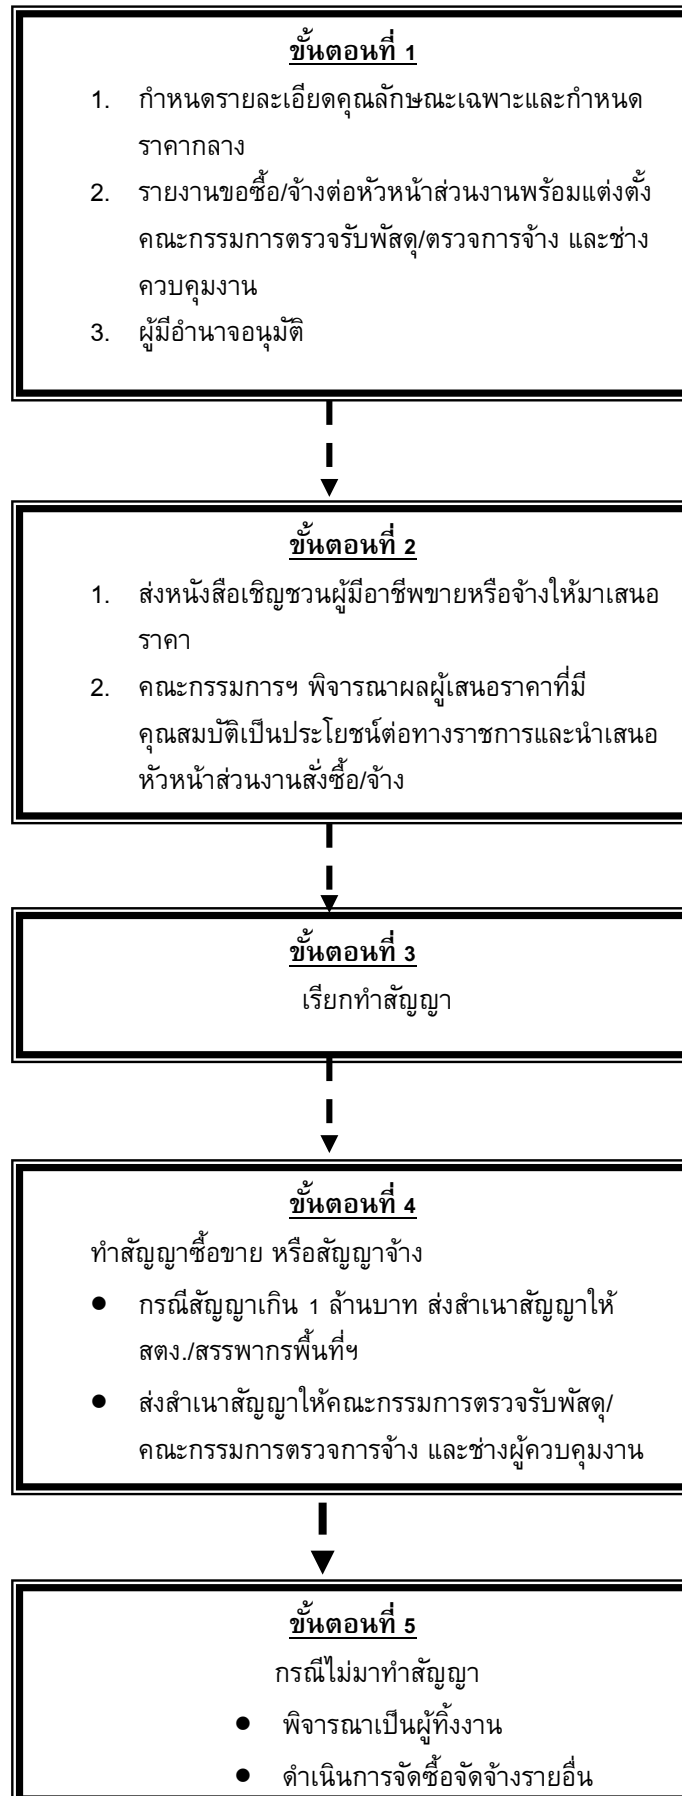 ขั้นตอนที่ 1
1. กำหนดรายละเอียดคุณลักษณะเฉพาะและกำหนด
ราคากลาง
2. รายงานขอซื้อ/จ้างต่อหัวหน้าส่วนงานพร้อมแต่งตั้ง
คณะกรรมการตรวจรับพัสดุ/ตรวจการจ้าง และช่าง
ควบคุมงาน
3. ผู้มีอำนาจอนุมัติ
ขั้นตอนที่ 2
1. ส่งหนังสือเชิญชวนผู้มีอาชีพขายหรือจ้างให้มาเสนอ
ราคา
2. คณะกรรมการฯ พิจารณาผลผู้เสนอราคาที่มี
คุณสมบัติเป็นประโยชน์ต่อทางราชการและนำเสนอ
หัวหน้าส่วนงานสั่งซื้อ/จ้าง
ขั้นตอนที่ 3
เรียกทำสัญญา
ขั้นตอนที่ 4
ทำสัญญาซื้อขาย หรือสัญญาจ้าง
● กรณีสัญญาเกิน 1 ล้านบาท ส่งสำเนาสัญญาให้
สตง./สรรพากรพื้นที่ฯ
● ส่งสำเนาสัญญาให้คณะกรรมการตรวจรับพัสดุ/
คณะกรรมการตรวจการจ้าง และช่างผู้ควบคุมงาน
ขั้นตอนที่ 5
กรณีไม่มาทำสัญญา
● พิจารณาเป็นผู้ทิ้งงาน
● ดำเนินการจัดซื้อจัดจ้างรายอื่น